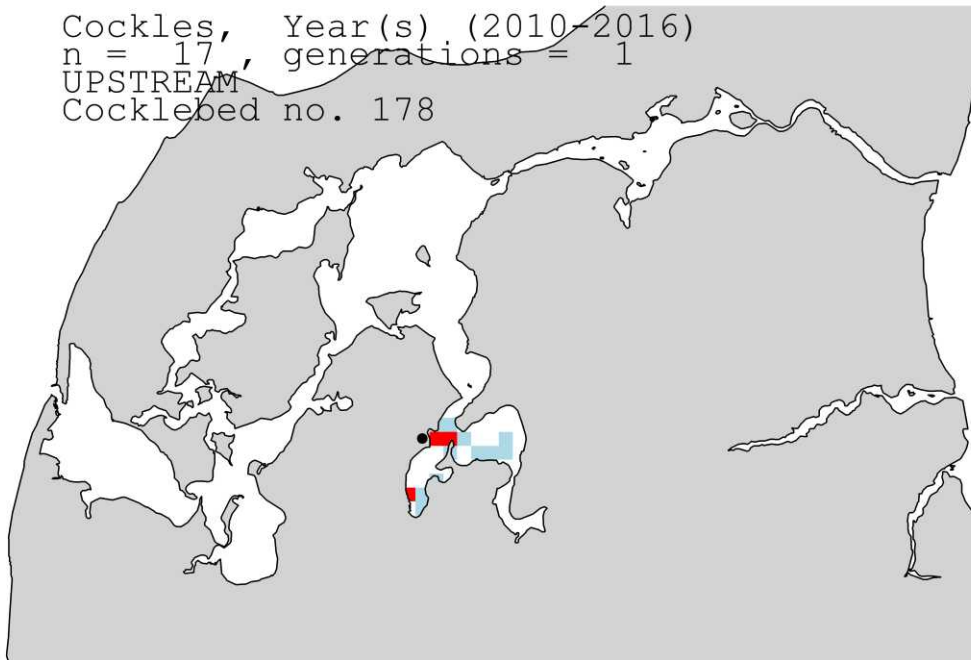 Cockles, Year(s) (2010-2016)
n = 17, generations = 1
UPSTREAM
Cocklebed no. 178